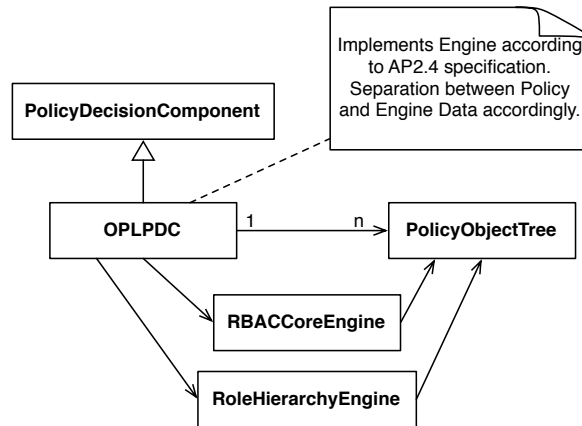 Implements Engine according
to AP2.4 specification.
Separation between Policy
and Engine Data accordingly.
PolicyDecisionComponent
OPLPDC
1
n
PolicyObjectTree
RBACCoreEngine
RoleHierarchyEngine